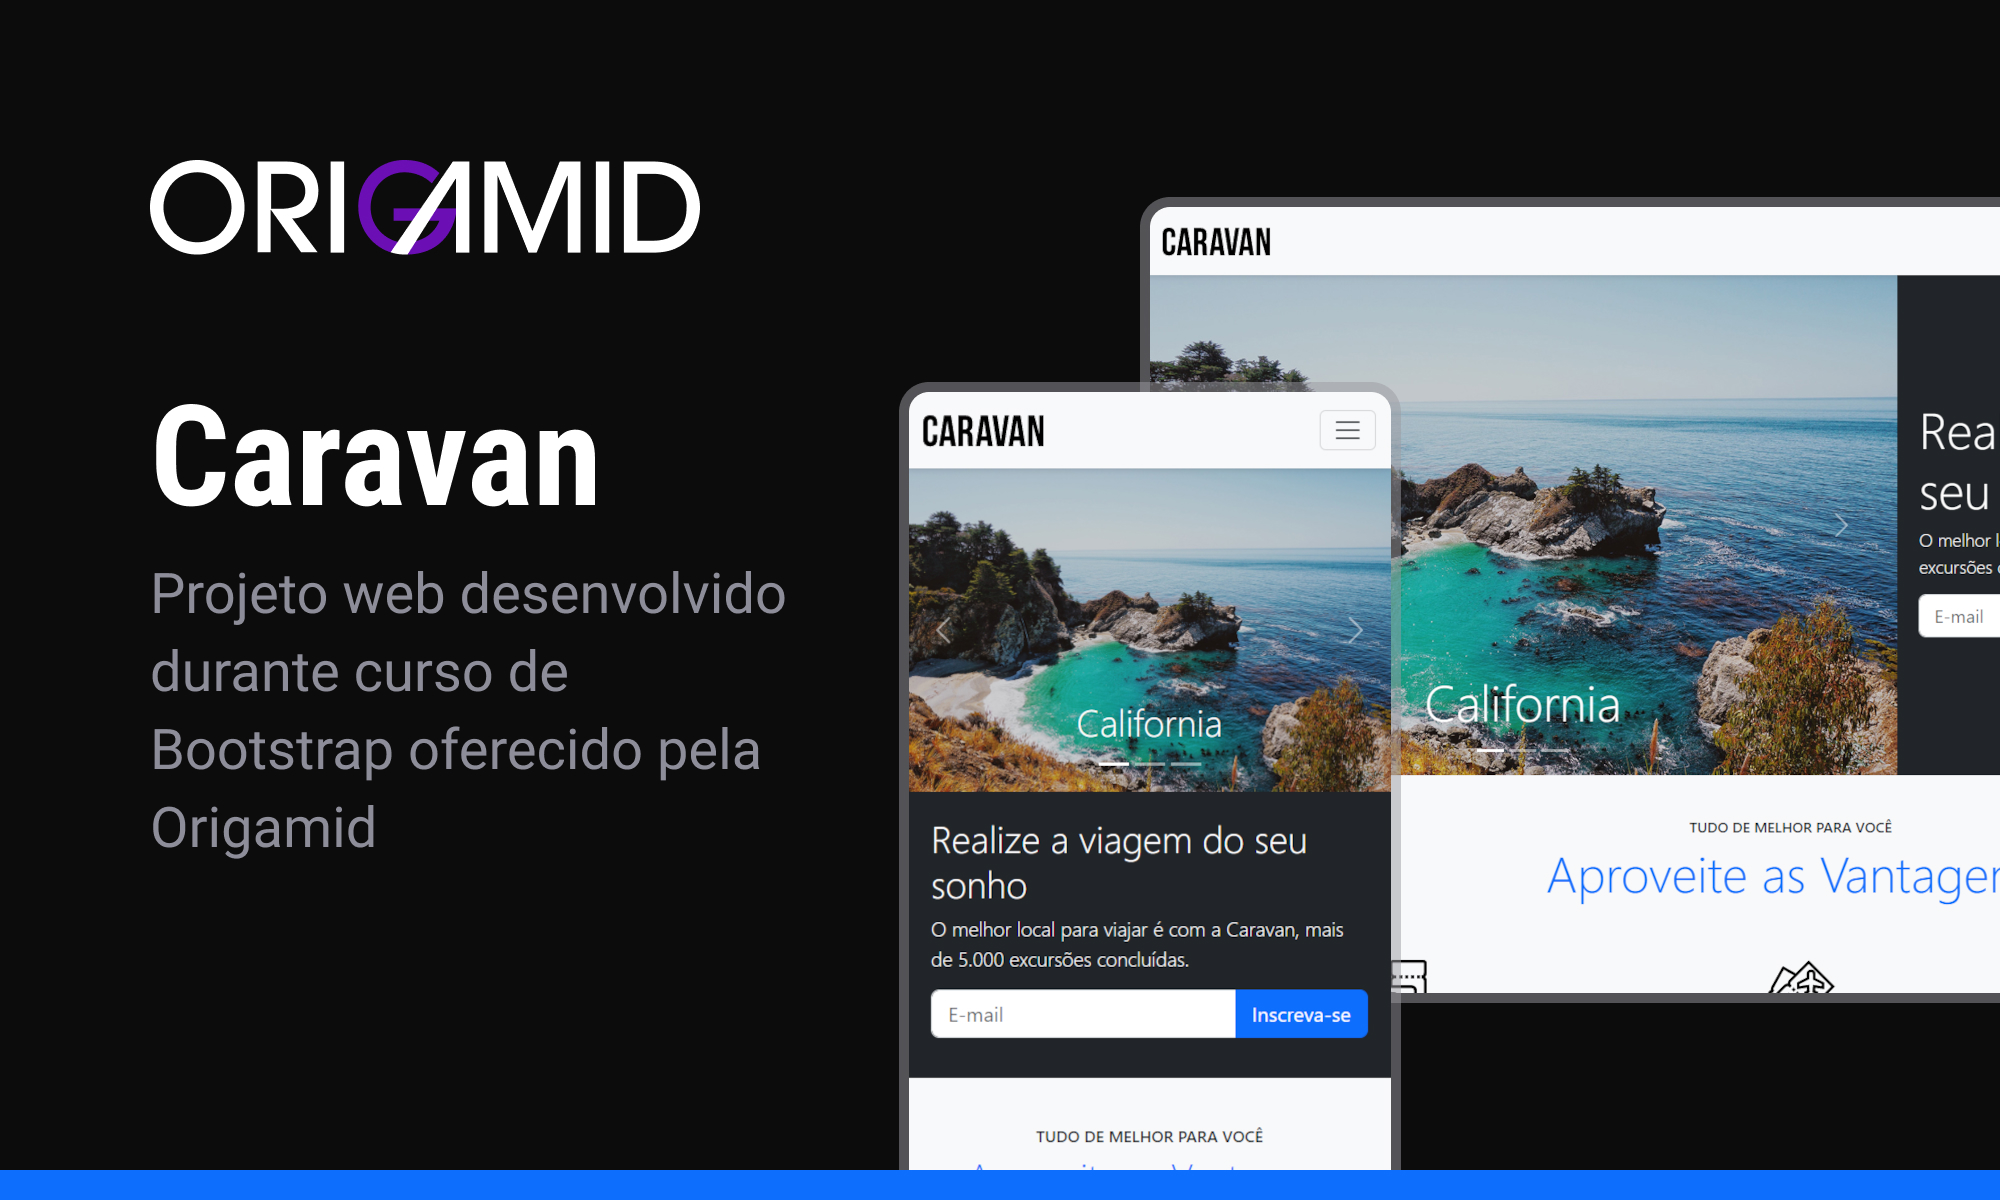 ORIGAMID
Caravan
Projeto web desenvolvido
durante curso de
Bootstrap oferecido pela
Origamid
CARAVAN
California
Realize a viagem do seu
sonho
O melhor local para viajar é com a Caravan, mais
de 5.000 excursões concluídas.
E-mail
Inscreva-se
TUDO DE MELHOR PARA VOCÊ
CARAVAN
California
Rea
seu
O melhor l
excursões
E-mail
TUDO DE MELHOR PARA VOCÊ
Aproveite as Vantager